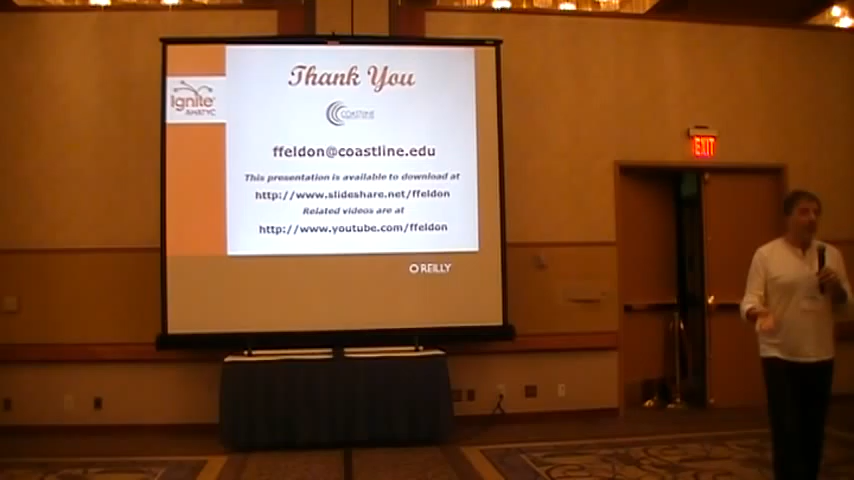 Thank You
Ignite
AMATYC
COASTLINE
ffeldon@coastline.edu
This presentation is available to download at
http://www.slideshare.net/ffeldon
Related videos are at
http://www.youtube.com/ffeldon
O'REILLY
EXIT